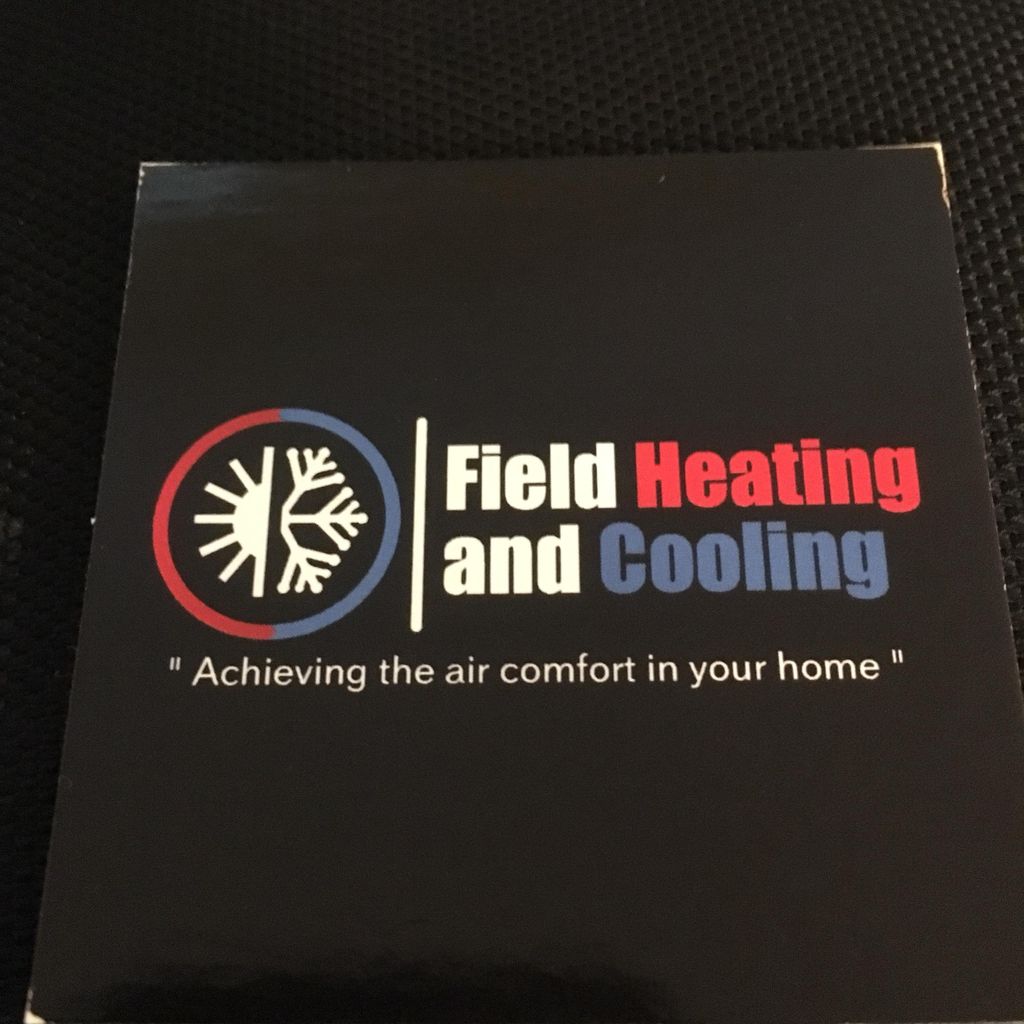 Field Heating
and Cooling
" Achieving the air comfort in your home "